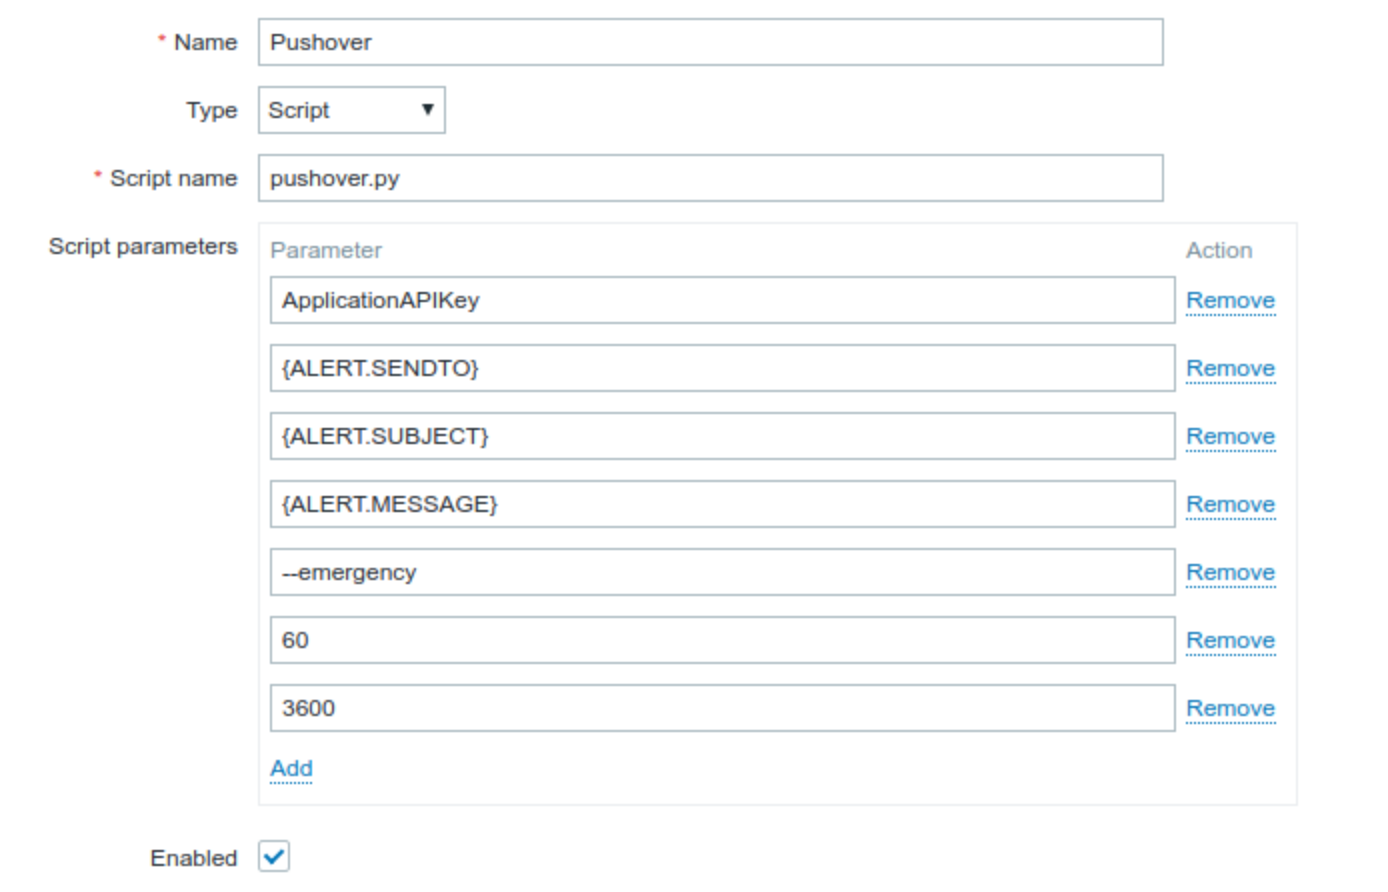 * Name Pushover
Type Script ▼
* Script name pushover.py
Script parameters Parameter Action
ApplicationAPIKey Remove
{ALERT.SENDTO} Remove
{ALERT.SUBJECT} Remove
{ALERT.MESSAGE} Remove
--emergency Remove
60 Remove
3600 Remove
Add
Enabled